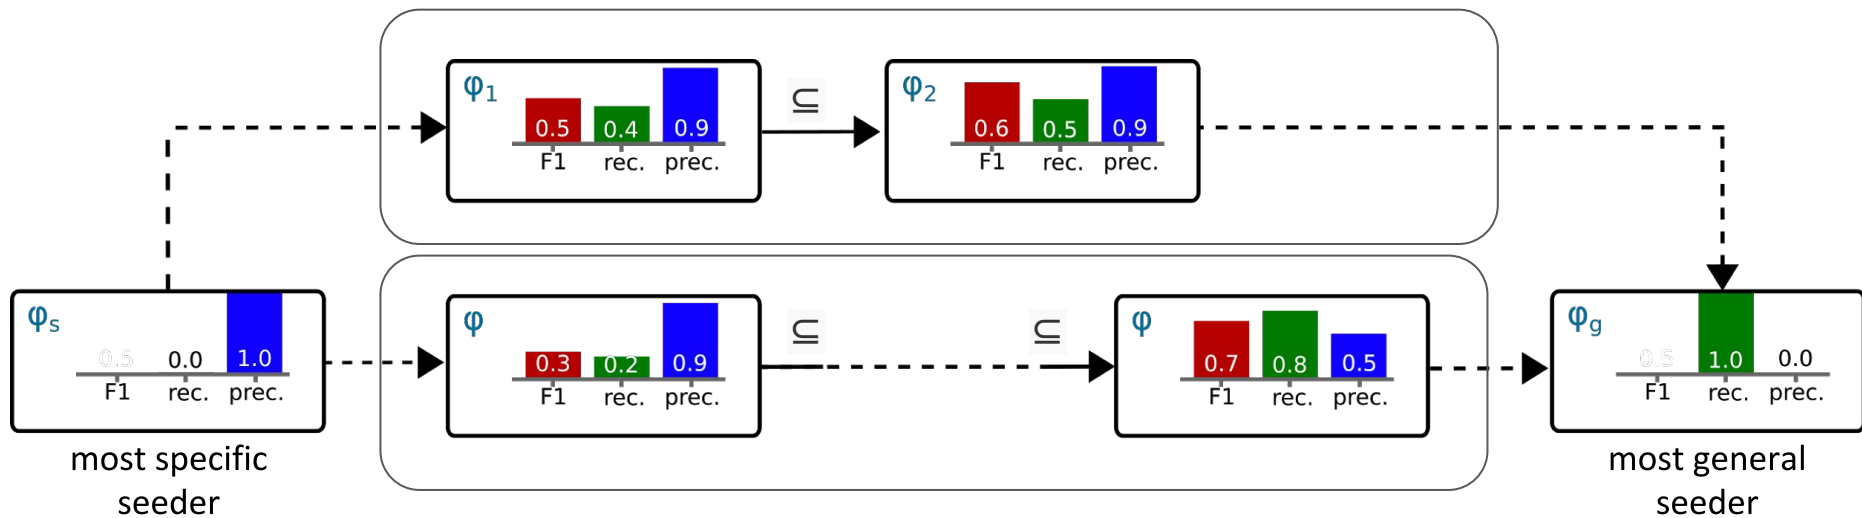 φ1
0.5 0.4 0.9
F1 rec. prec.
⊆
φ2
0.6 0.5 0.9
F1 rec. prec.
φs
0.5 0.0 1.0
F1 rec. prec.
most specific
seeder
φ
0.3 0.2 0.9
F1 rec. prec.
⊆ ⊆
φ
0.7 0.8 0.5
F1 rec. prec.
φg
0.5 1.0 0.0
F1 rec. prec.
most general
seeder